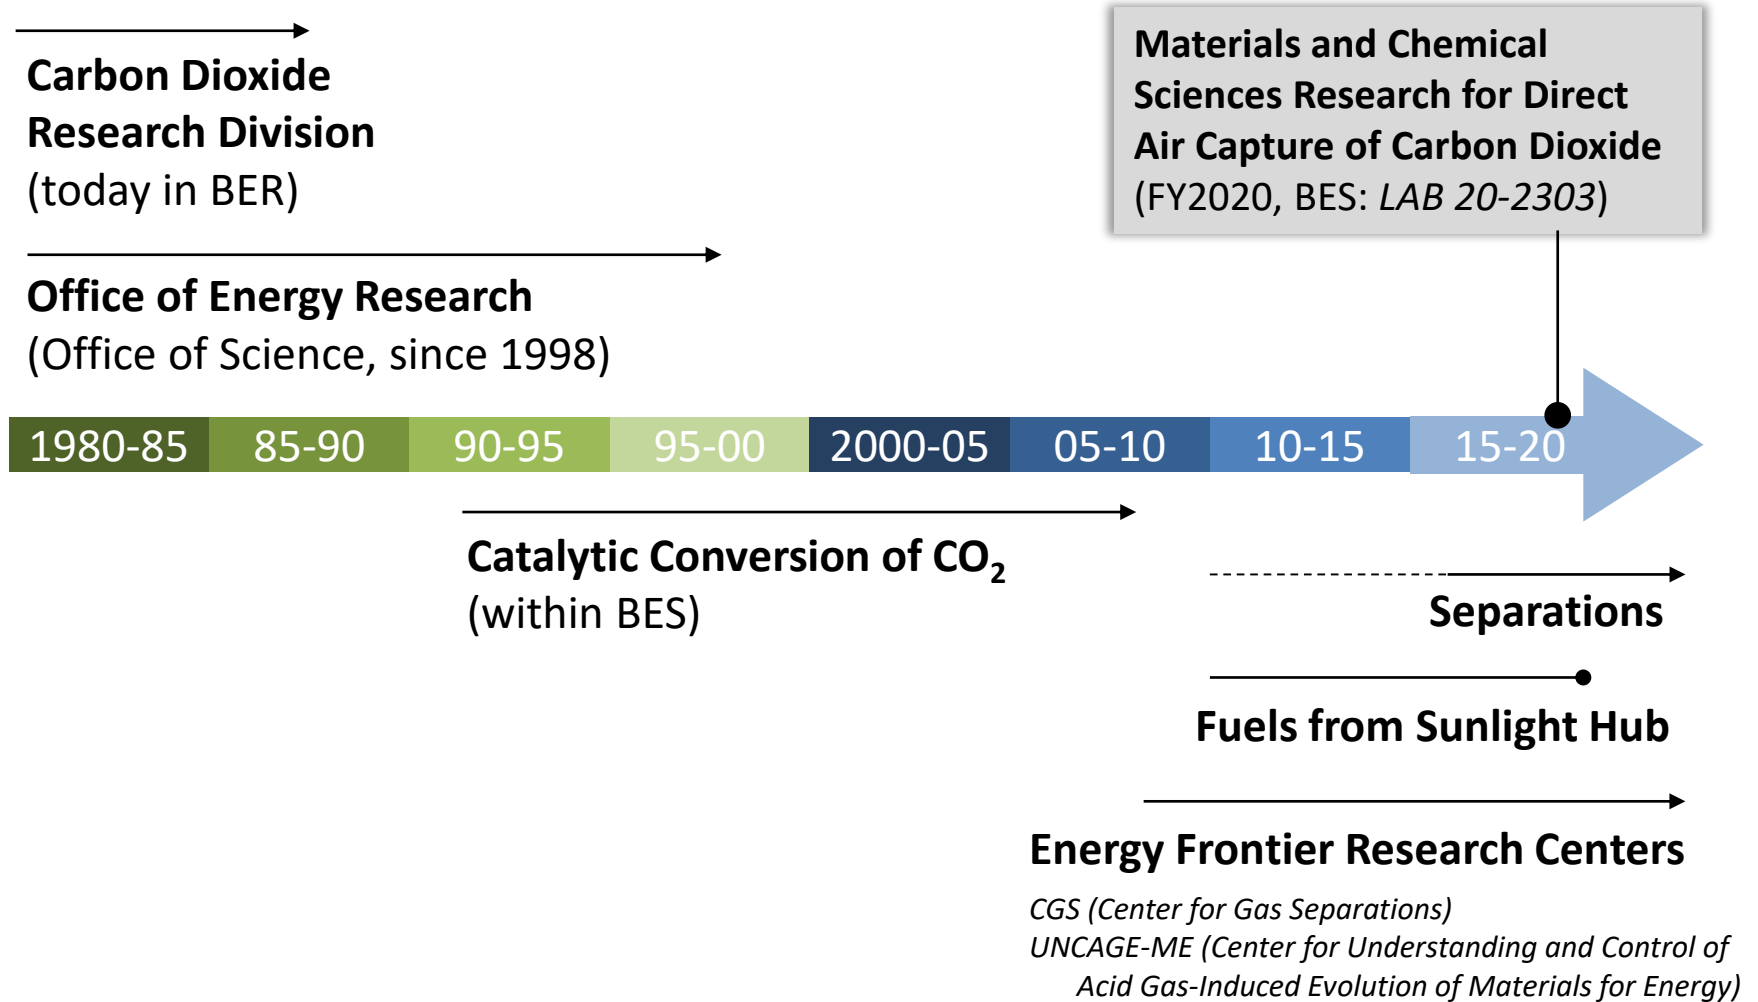 Carbon Dioxide
Research Division
(today in BER)
Materials and Chemical
Sciences Research for Direct
Air Capture of Carbon Dioxide
(FY2020, BES: LAB 20-2303)
Office of Energy Research
(Office of Science, since 1998)
1980-85 85-90 90-95 95-00 2000-05 05-10 10-15 15-20
Catalytic Conversion of CO₂
(within BES)
Separations
Fuels from Sunlight Hub
Energy Frontier Research Centers
CGS (Center for Gas Separations)
UNCAGE-ME (Center for Understanding and Control of
Acid Gas-Induced Evolution of Materials for Energy)